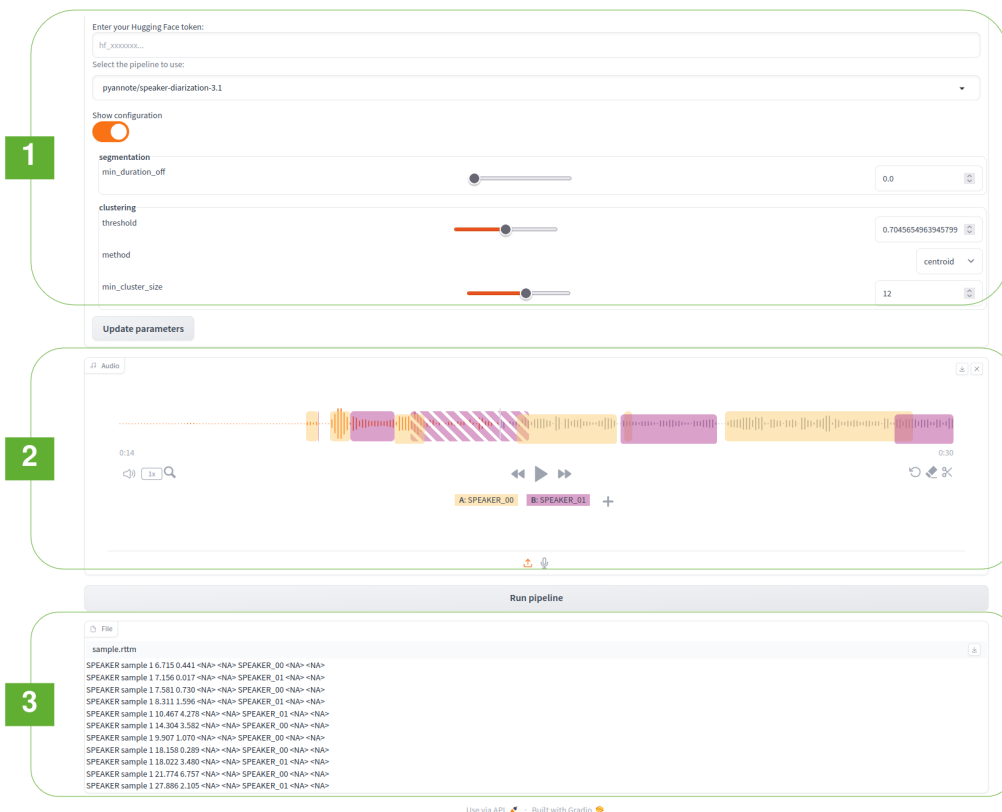 Enter your Hugging Face token:
hf_xxxxxxx...
Select the pipeline to use:
pyannote/speaker-diarization-3.1
Show configuration
1
segmentation
min_duration_off
0.0
clustering
threshold
0.7045654963945799
method
centroid
min_cluster_size
12
Update parameters
Audio
2
0:14
0:30
1x
A: SPEAKER_00
B: SPEAKER_01
Run pipeline
File
sample.rttm
3
SPEAKER sample 1 6.715 0.441 <NA> <NA> SPEAKER_00 <NA> <NA>
SPEAKER sample 1 7.156 0.017 <NA> <NA> SPEAKER_01 <NA> <NA>
SPEAKER sample 1 7.581 0.730 <NA> <NA> SPEAKER_00 <NA> <NA>
SPEAKER sample 1 8.311 1.596 <NA> <NA> SPEAKER_01 <NA> <NA>
SPEAKER sample 1 10.467 4.278 <NA> <NA> SPEAKER_01 <NA> <NA>
SPEAKER sample 1 14.304 3.582 <NA> <NA> SPEAKER_00 <NA> <NA>
SPEAKER sample 1 9.907 1.070 <NA> <NA> SPEAKER_00 <NA> <NA>
SPEAKER sample 1 18.158 0.289 <NA> <NA> SPEAKER_00 <NA> <NA>
SPEAKER sample 1 18.022 3.480 <NA> <NA> SPEAKER_01 <NA> <NA>
SPEAKER sample 1 21.774 6.757 <NA> <NA> SPEAKER_00 <NA> <NA>
SPEAKER sample 1 27.886 2.105 <NA> <NA> SPEAKER_01 <NA> <NA>
Use via API · Built with Gradio